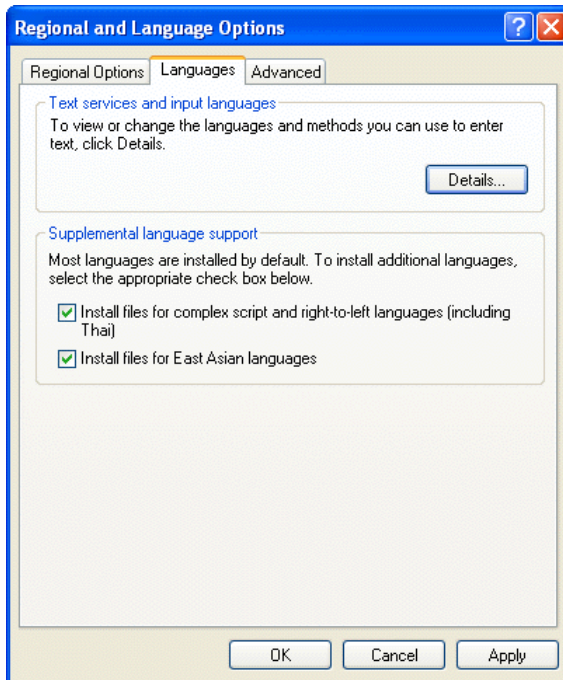 Regional and Language Options
Regional Options Languages Advanced
Text services and input languages
To view or change the languages and methods you can use to enter
text, click Details.
Details...
Supplemental language support
Most languages are installed by default. To install additional languages,
select the appropriate check box below.
Install files for complex script and right-to-left languages (including
Thai)
Install files for East Asian languages
OK Cancel Apply